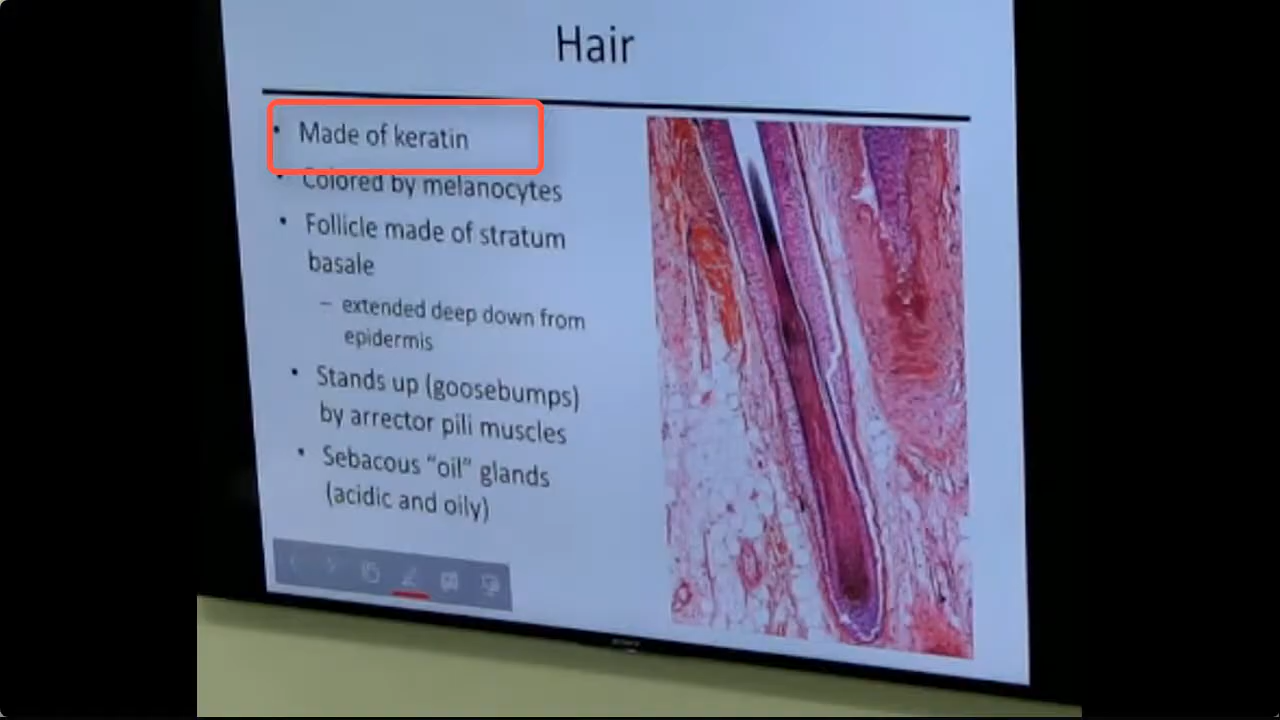 Hair
• Made of keratin
• Colored by melanocytes
• Follicle made of stratum
basale
– extended deep down from
epidermis
• Stands up (goosebumps)
by arrector pili muscles
• Sebacous “oil” glands
(acidic and oily)
SONY